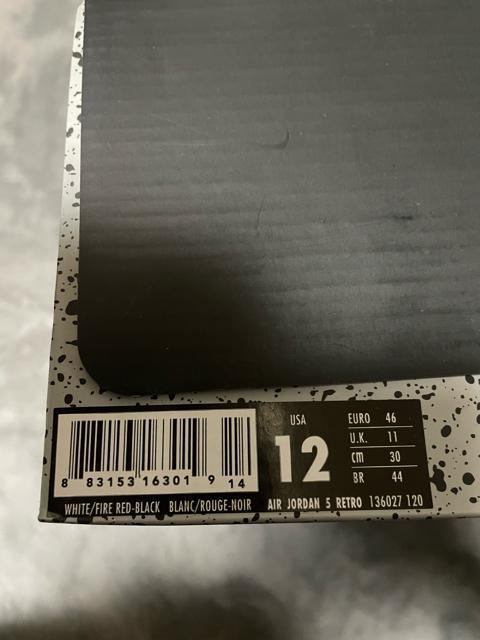 USA
12
EURO 46
U.K. 11
cm 30
BR 44
8 83153 16301 9 14
WHITE/FIRE RED-BLACK BLANC/ROUGE-NOIR AIR JORDAN 5 RETRO 136027 120